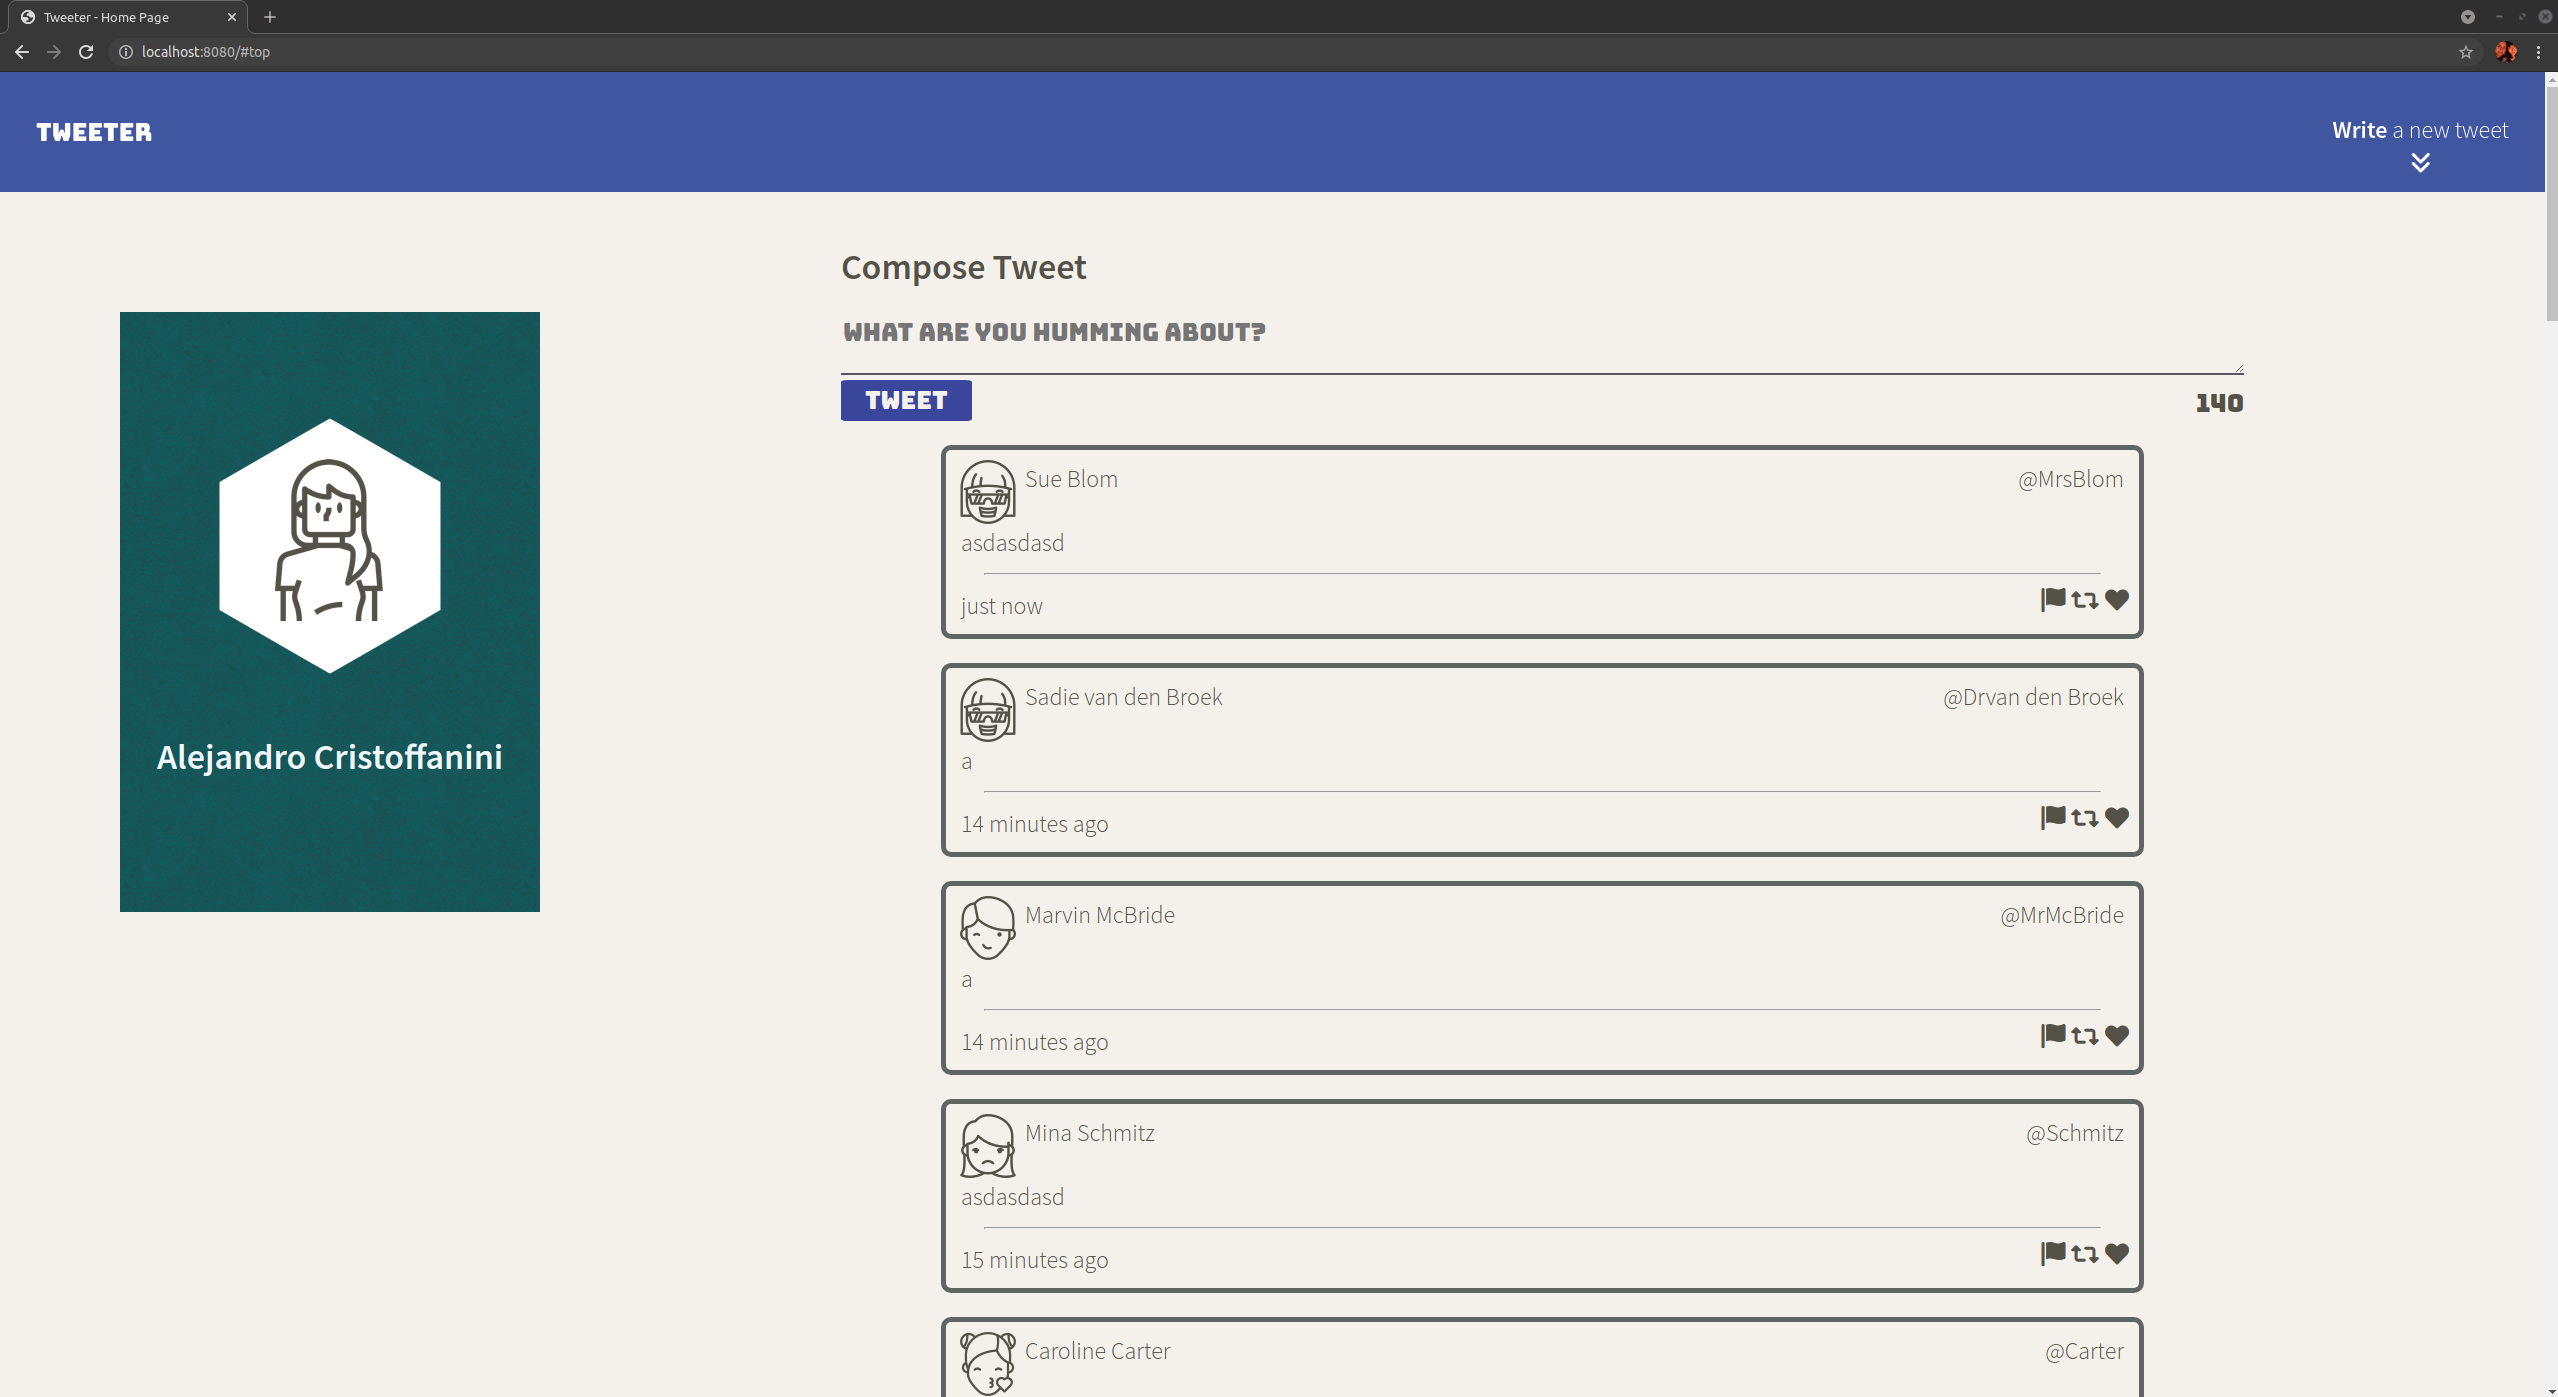 Tweeter - Home Page
localhost:8080/#top
TWEETER
Write a new tweet
Compose Tweet
WHAT ARE YOU HUMMING ABOUT?
TWEET
140
Alejandro Cristoffanini
Sue Blom @MrsBlom
asdasdasd
just now
Sadie van den Broek @Drvan den Broek
a
14 minutes ago
Marvin McBride @MrMcBride
a
14 minutes ago
Mina Schmitz @Schmitz
asdasdasd
15 minutes ago
Caroline Carter @Carter